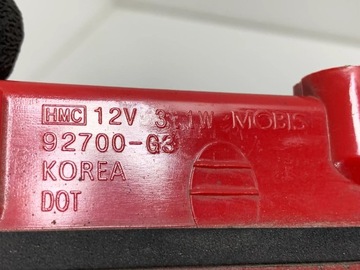 HMC 12V MOBIS
92700-G3
KOREA
DOT